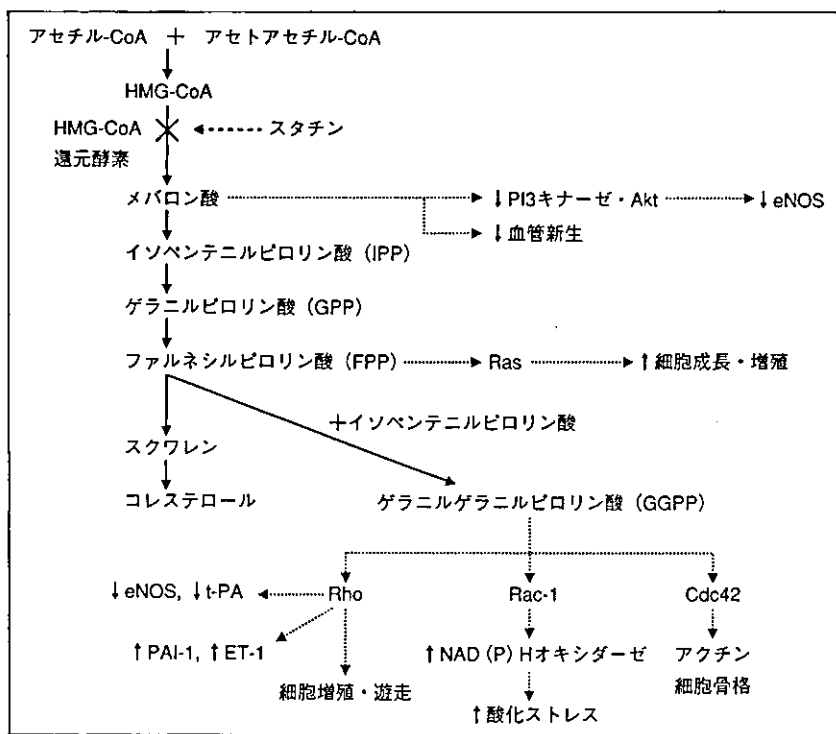 アセチル-CoA + アセトアセチル-CoA
HMG-CoA
HMG-CoA スタチン
還元酵素
メバロン酸 ↓PI3キナーゼ・Akt ↓eNOS
↓血管新生
イソペンテニルピロリン酸 (IPP)
ゲラニルピロリン酸 (GPP)
ファルネシルピロリン酸 (FPP) Ras ↑細胞成長・増殖
+イソペンテニルピロリン酸
スクワレン
コレステロール ゲラニルゲラニルピロリン酸 (GGPP)
↓eNOS, ↓t-PA Rho Rac-1 Cdc42
↑PAI-1, ↑ET-1 ↑NAD (P) Hオキシダーゼ アクチン
細胞増殖・遊走 細胞骨格
↑酸化ストレス